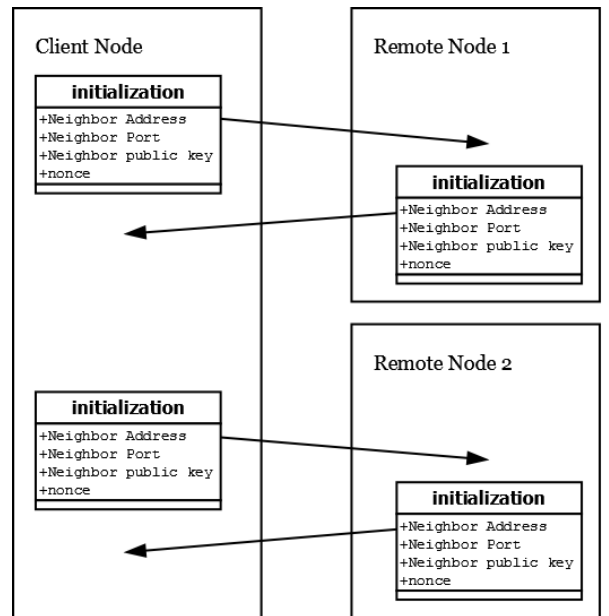 Client Node
initialization
+Neighbor Address
+Neighbor Port
+Neighbor public key
+nonce
Remote Node 1
initialization
+Neighbor Address
+Neighbor Port
+Neighbor public key
+nonce
initialization
+Neighbor Address
+Neighbor Port
+Neighbor public key
+nonce
Remote Node 2
initialization
+Neighbor Address
+Neighbor Port
+Neighbor public key
+nonce